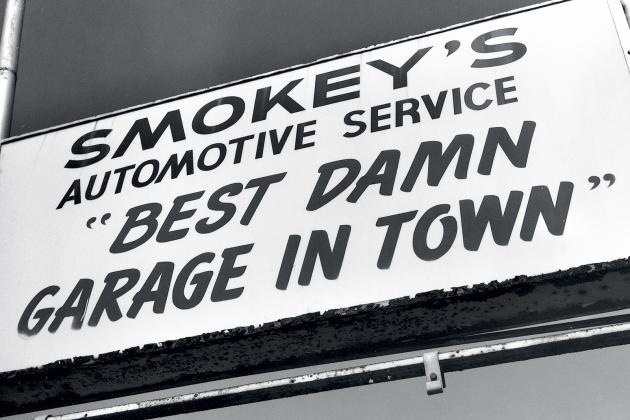 SMOKEY'S
AUTOMOTIVE SERVICE
“BEST DAMN
GARAGE IN TOWN”